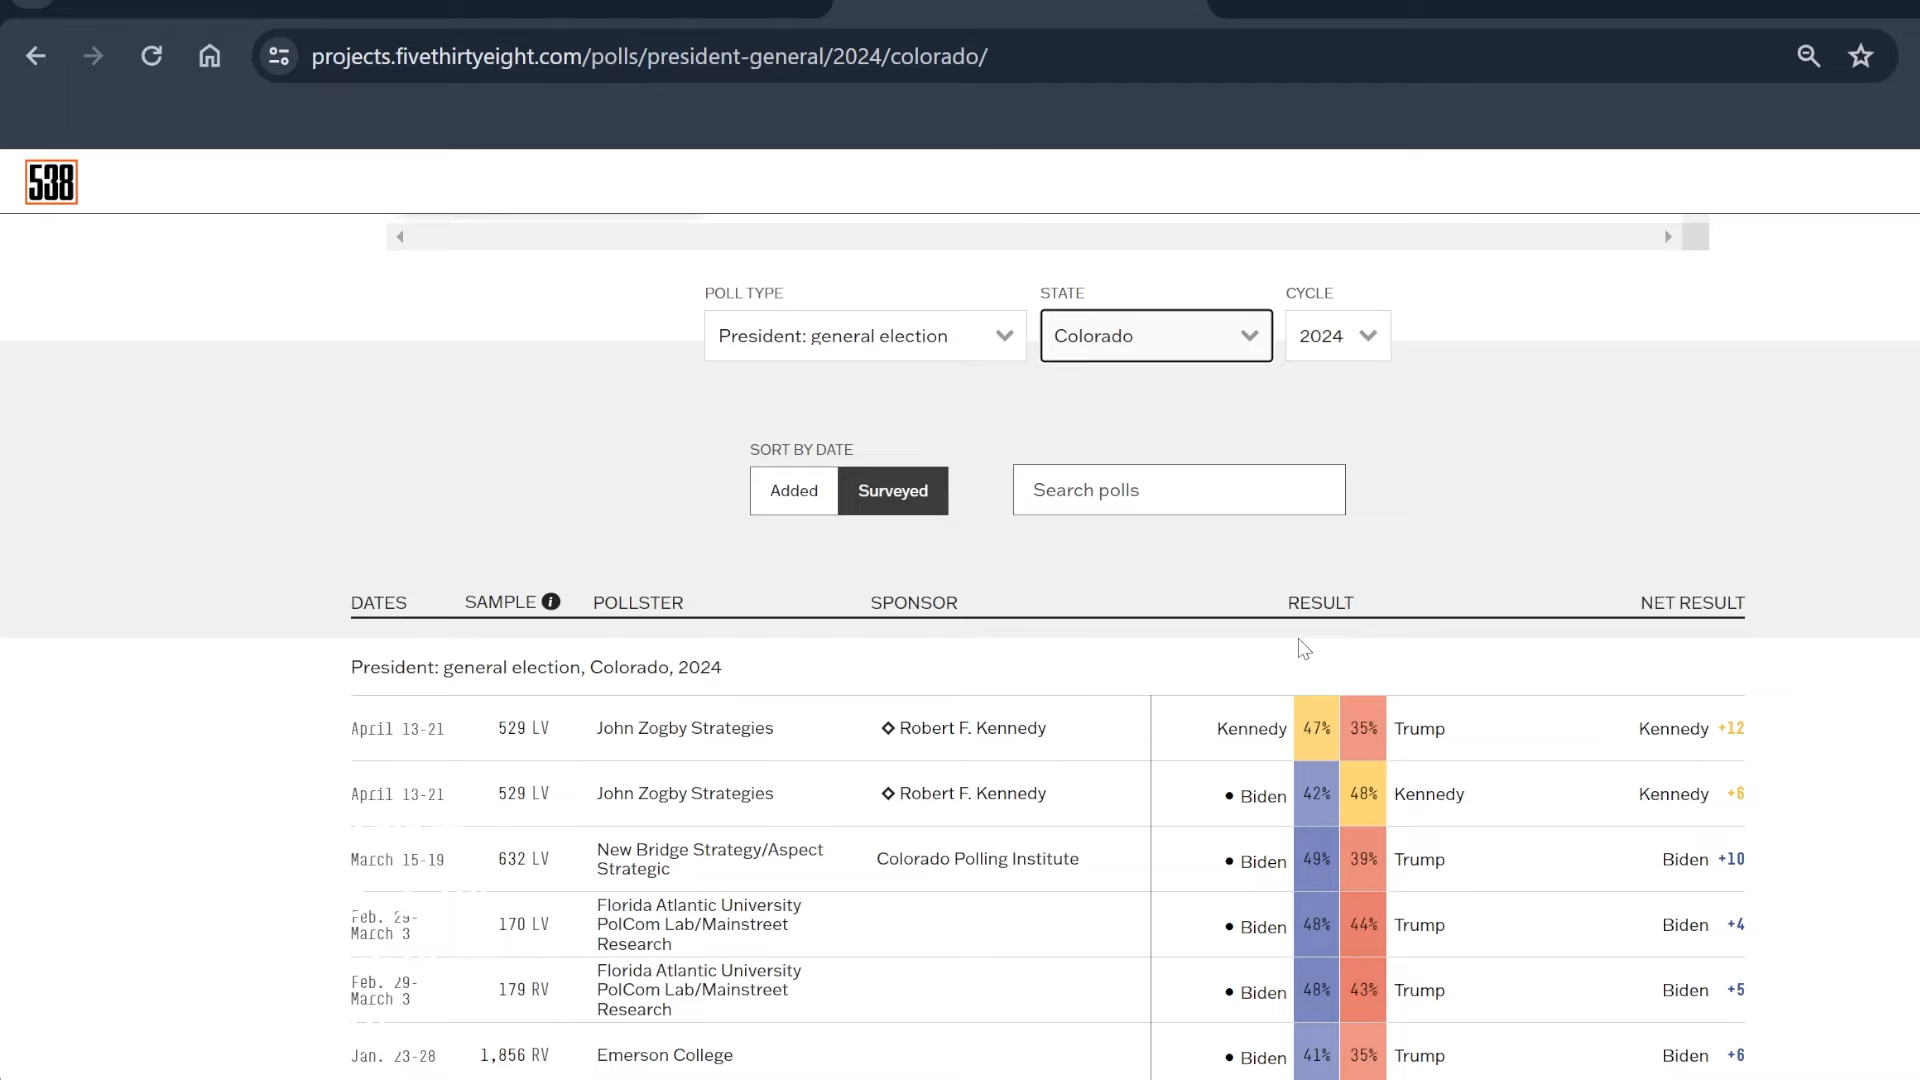 projects.fivethirtyeight.com/polls/president-general/2024/colorado/
538
POLL TYPE STATE CYCLE
President: general election Colorado 2024
SORT BY DATE
Added Surveyed Search polls
DATES SAMPLE i POLLSTER SPONSOR RESULT NET RESULT
President: general election, Colorado, 2024
April 13-21 529 LV John Zogby Strategies Robert F. Kennedy Kennedy 47% 35% Trump Kennedy +12
April 13-21 529 LV John Zogby Strategies Robert F. Kennedy Biden 42% 48% Kennedy Kennedy +6
March 15-19 632 LV New Bridge Strategy/Aspect
Strategic Colorado Polling Institute Biden 49% 39% Trump Biden +10
Feb. 29-
March 3 170 LV Florida Atlantic University
PolCom Lab/Mainstreet
Research Biden 48% 44% Trump Biden +4
Feb. 29-
March 3 179 RV Florida Atlantic University
PolCom Lab/Mainstreet
Research Biden 48% 43% Trump Biden +5
Jan. 23-28 1,856 RV Emerson College Biden 41% 35% Trump Biden +6